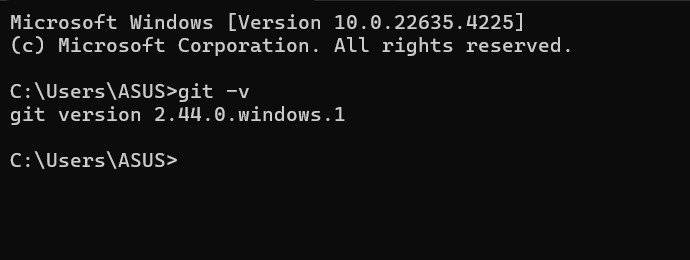 Microsoft Windows [Version 10.0.22635.4225]
(c) Microsoft Corporation. All rights reserved.
C:\Users\ASUS>git -v
git version 2.44.0.windows.1
C:\Users\ASUS>